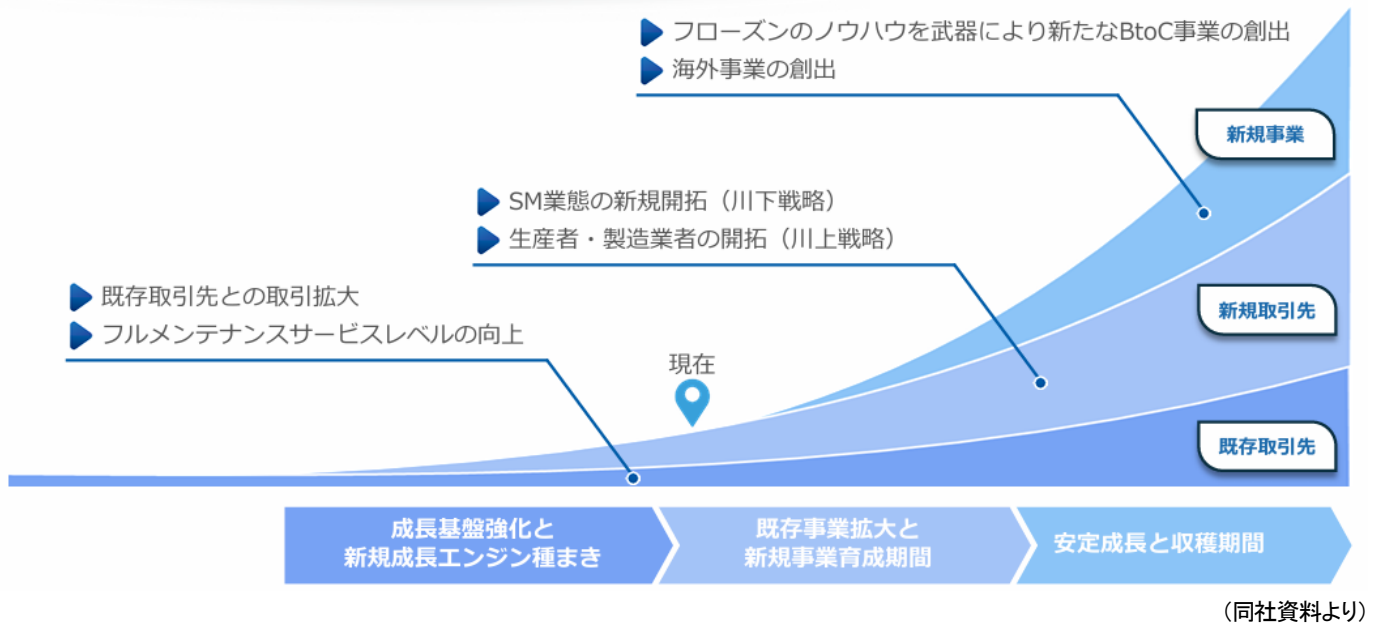 フローズンのノウハウを武器により新たなBtoC事業の創出
海外事業の創出
新規事業
SM業態の新規開拓（川下戦略）
生産者・製造業者の開拓（川上戦略）
既存取引先との取引拡大
フルメンテナンスサービスレベルの向上
新規取引先
現在
既存取引先
成長基盤強化と
新規成長エンジン種まき
既存事業拡大と
新規事業育成期間
安定成長と収穫期間
（同社資料より）